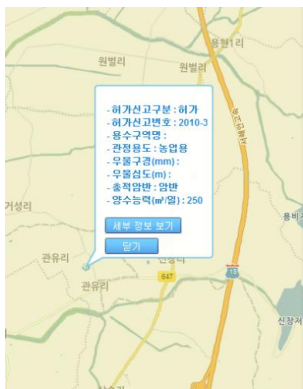 용현1리
원벌리
원벌리
- 허가신고구분 : 허가
- 허가신고번호 : 2010-3
- 용수구역명 :
- 관정용도 : 농업용
- 우물구경(mm) :
- 우물심도(m) :
- 충적암반 : 암반
- 양수능력(㎥/일) : 250
거성리
세부 정보 보기
닫기
관유리
647
15
관유리
신창저